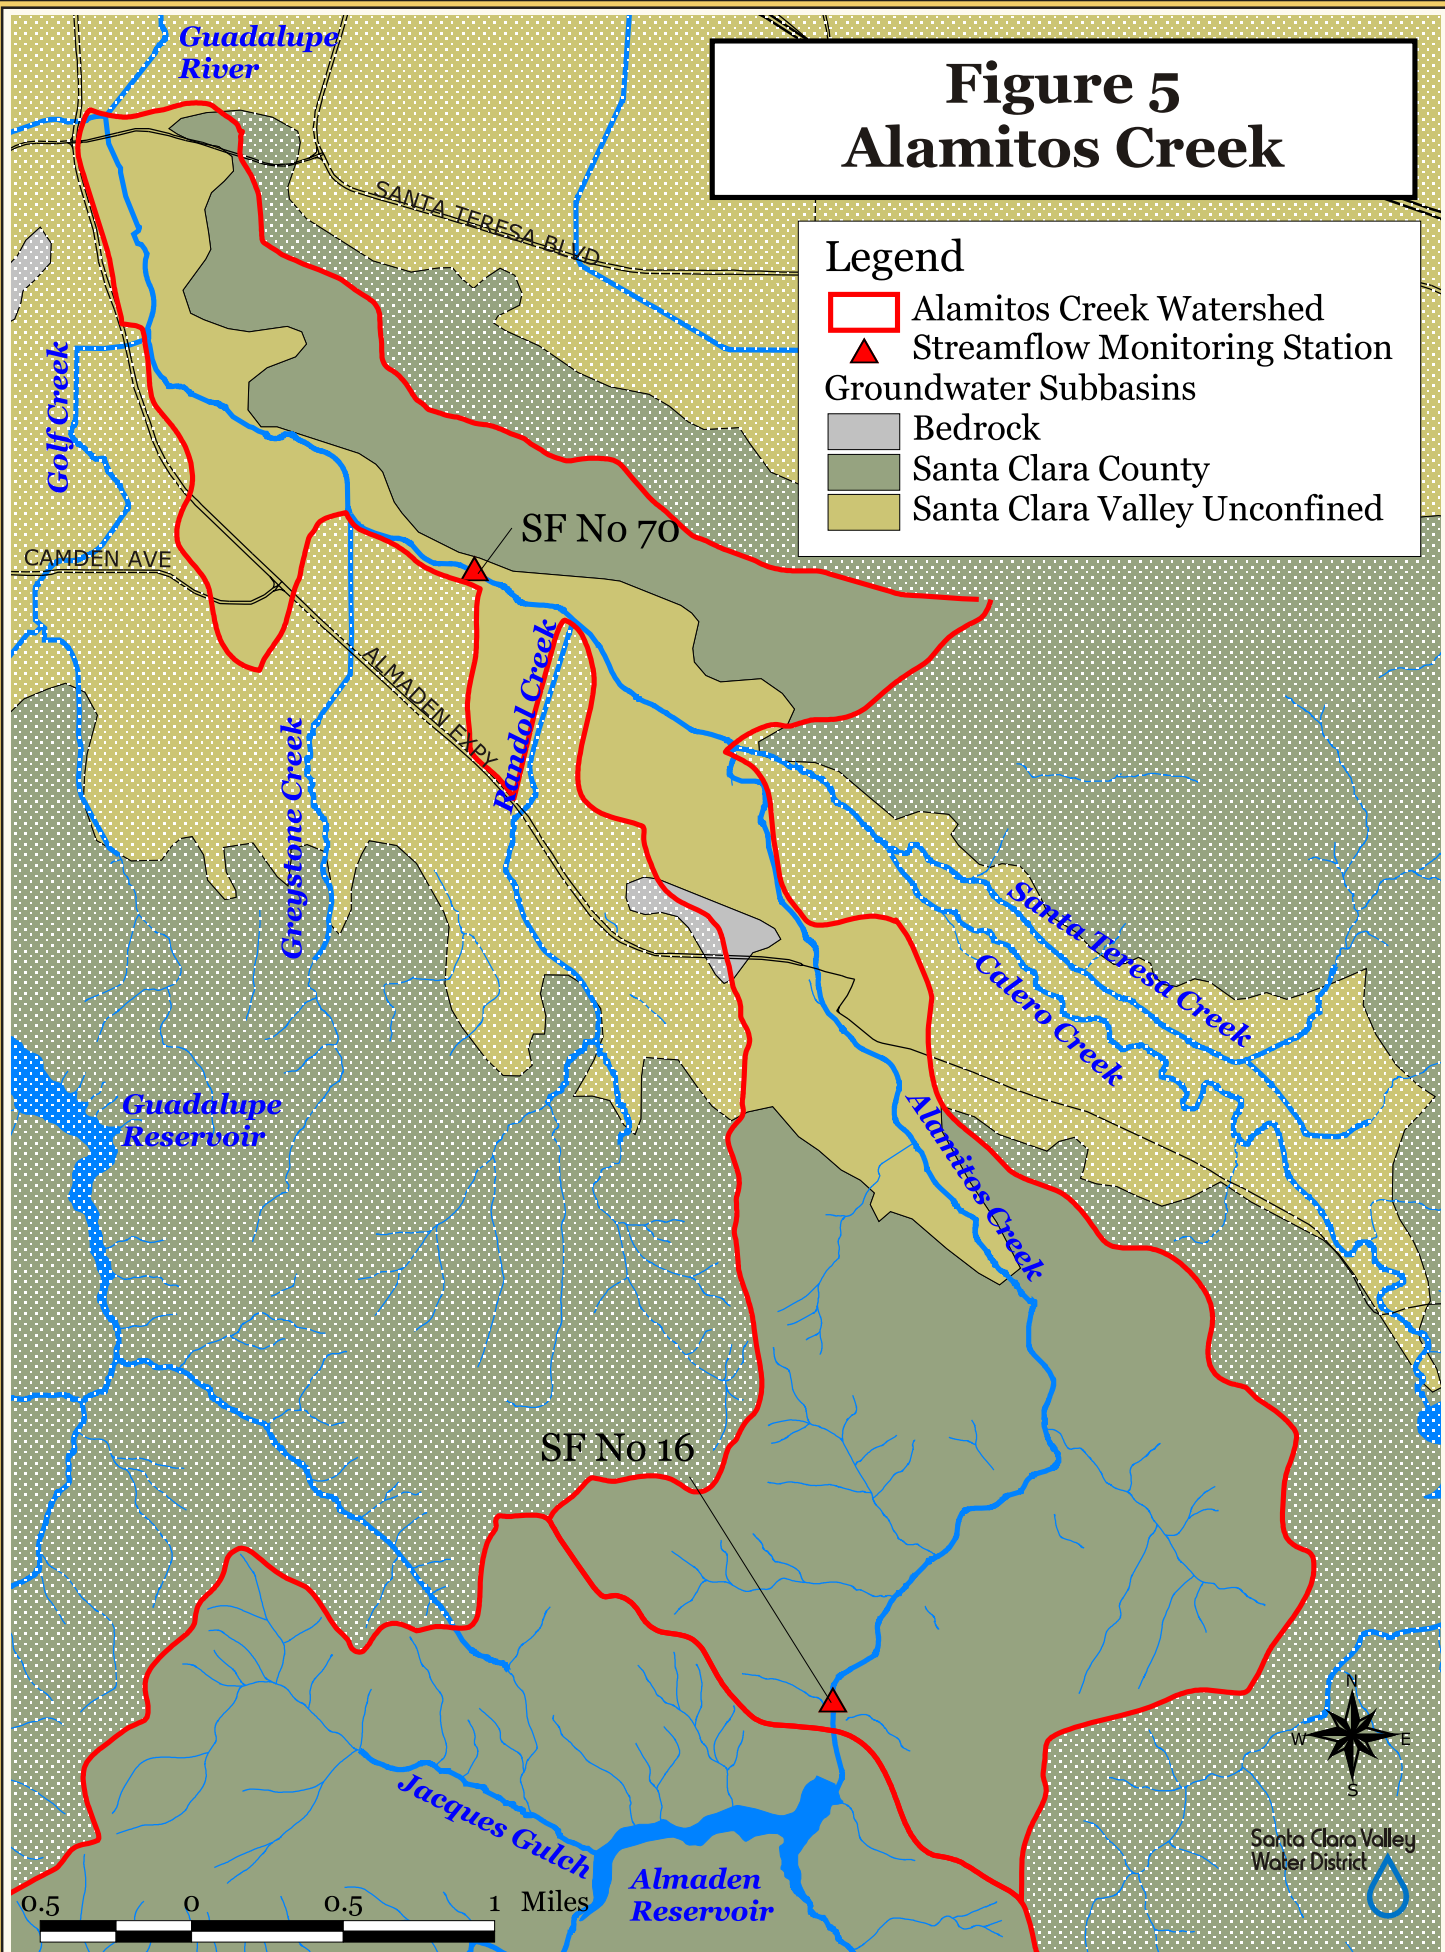 Guadalupe
River
Figure 5
Alamitos Creek
SANTA TERESA BLVD
Legend
Alamitos Creek Watershed
Streamflow Monitoring Station
Groundwater Subbasins
Bedrock
Santa Clara County
Santa Clara Valley Unconfined
Golf Creek
SF No 70
CAMDEN AVE
ALMADEN EXPY
Randol Creek
Greystone Creek
Santa Teresa Creek
Calero Creek
Guadalupe
Reservoir
Alamitos Creek
SF No 16
N
W
E
S
Jacques Gulch
Almaden
Reservoir
Santa Clara Valley
Water District
0.5 0 0.5 1 Miles